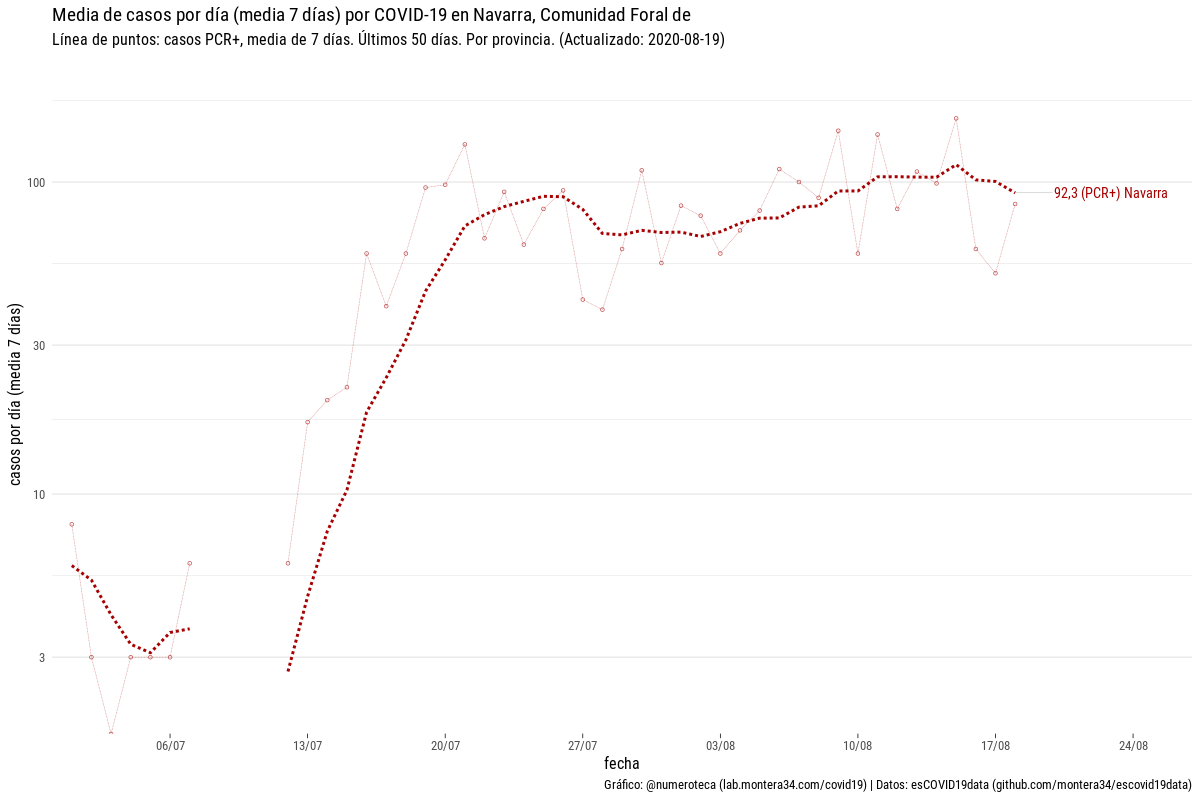 Media de casos por día (media 7 días) por COVID-19 en Navarra, Comunidad Foral de
Línea de puntos: casos PCR+, media de 7 días. Últimos 50 días. Por provincia. (Actualizado: 2020-08-19)
casos por día (media 7 días)
100
30
10
3
92,3 (PCR+) Navarra
06/07
13/07
20/07
27/07
03/08
10/08
17/08
24/08
fecha
Gráfico: @numeroteca (lab.montera34.com/covid19) | Datos: esCOVID19data (github.com/montera34/escovid19data)